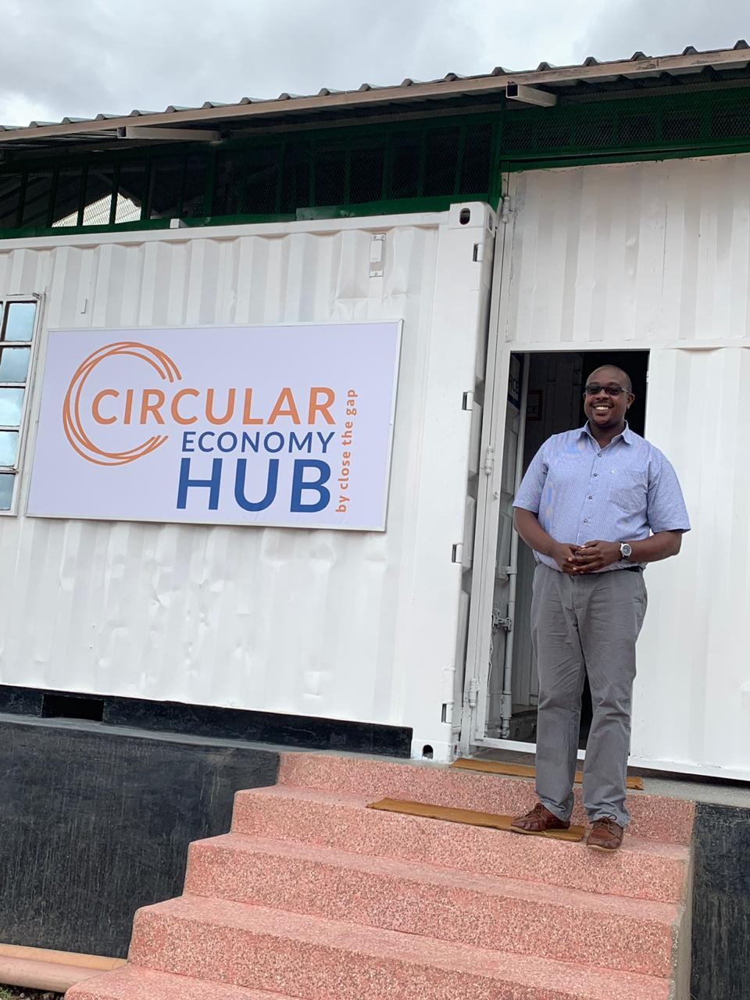 CIRCULAR
ECONOMY
HUB
by close the gap